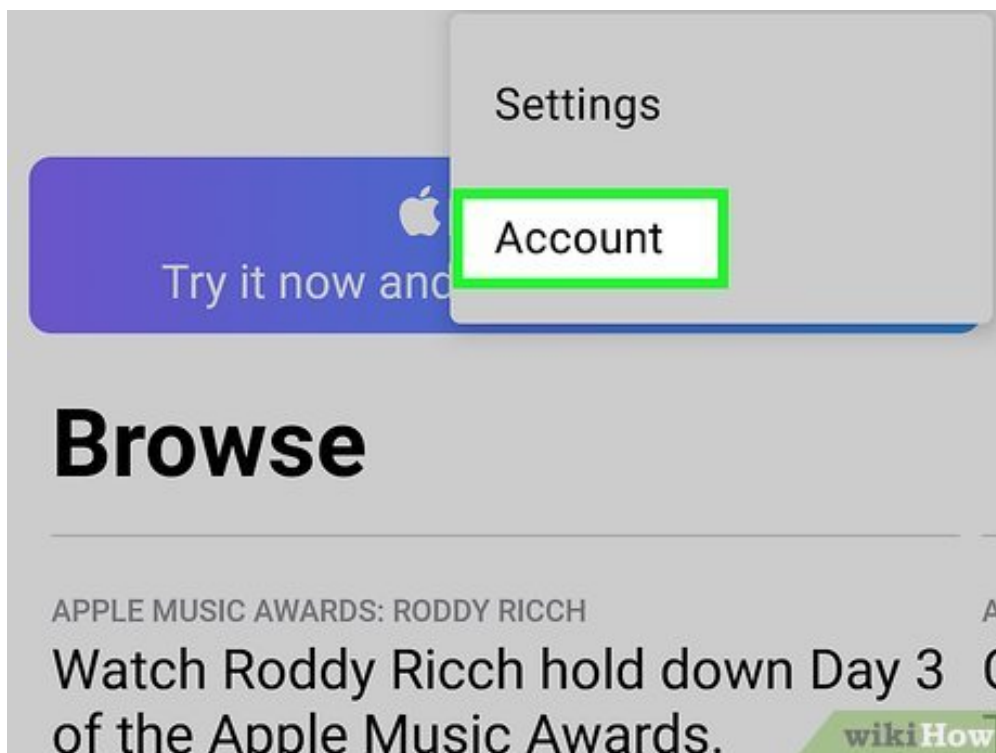 Settings
Account
Try it now and
Browse
APPLE MUSIC AWARDS: RODDY RICCH
Watch Roddy Ricch hold down Day 3
of the Apple Music Awards.
wikiHow